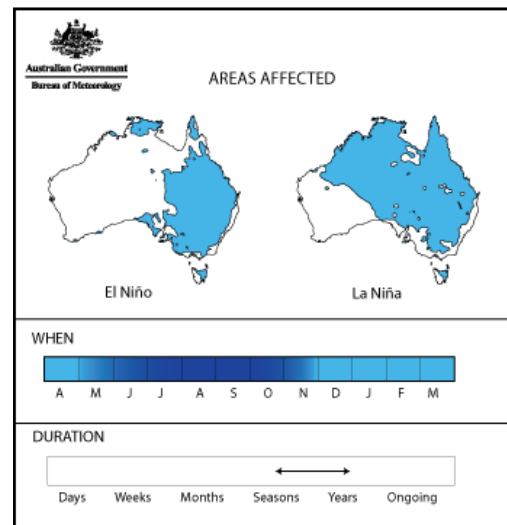 Australian Government
Bureau of Meteorology
AREAS AFFECTED
El Niño
La Niña
WHEN
A M J J A S O N D J F M
DURATION
Days Weeks Months Seasons Years Ongoing